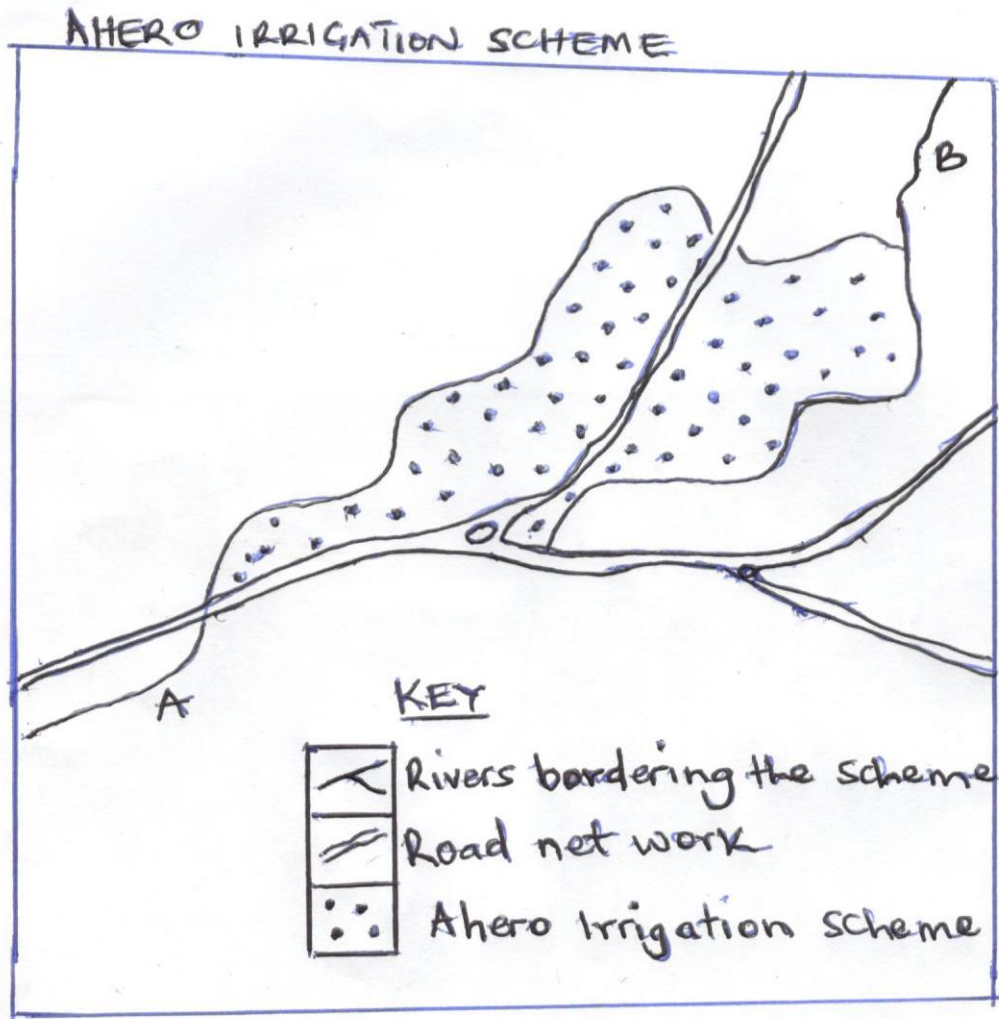 AHERO IRRIGATION SCHEME
B
A
KEY
Rivers bordering the scheme
Road net work
Ahero Irrigation scheme